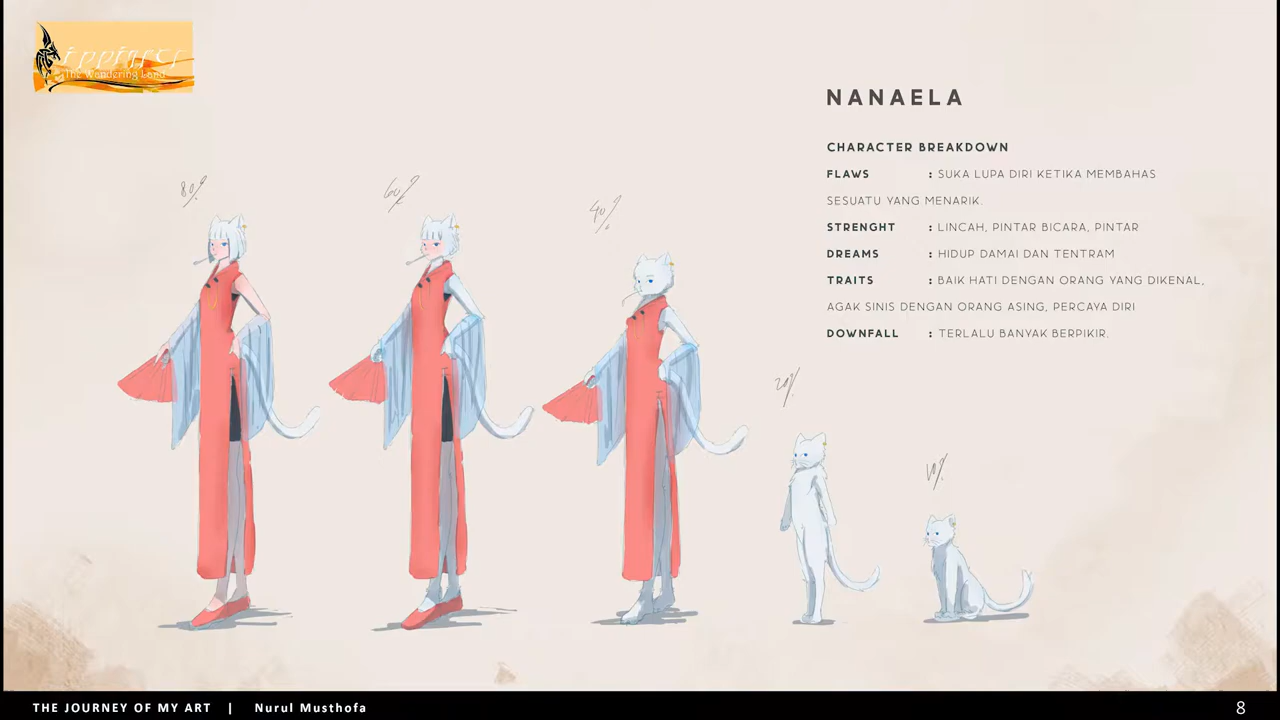 The Wandering Land
NANAELA
CHARACTER BREAKDOWN
FLAWS : SUKA LUPA DIRI KETIKA MEMBAHAS
SESUATU YANG MENARIK.
STRENGHT : LINCAH, PINTAR BICARA, PINTAR
DREAMS : HIDUP DAMAI DAN TENTRAM
TRAITS : BAIK HATI DENGAN ORANG YANG DIKENAL,
AGAK SINIS DENGAN ORANG ASING, PERCAYA DIRI
DOWNFALL : TERLALU BANYAK BERPIKIR.
80%
60%
40%
20%
10%
THE JOURNEY OF MY ART | Nurul Musthofa
8